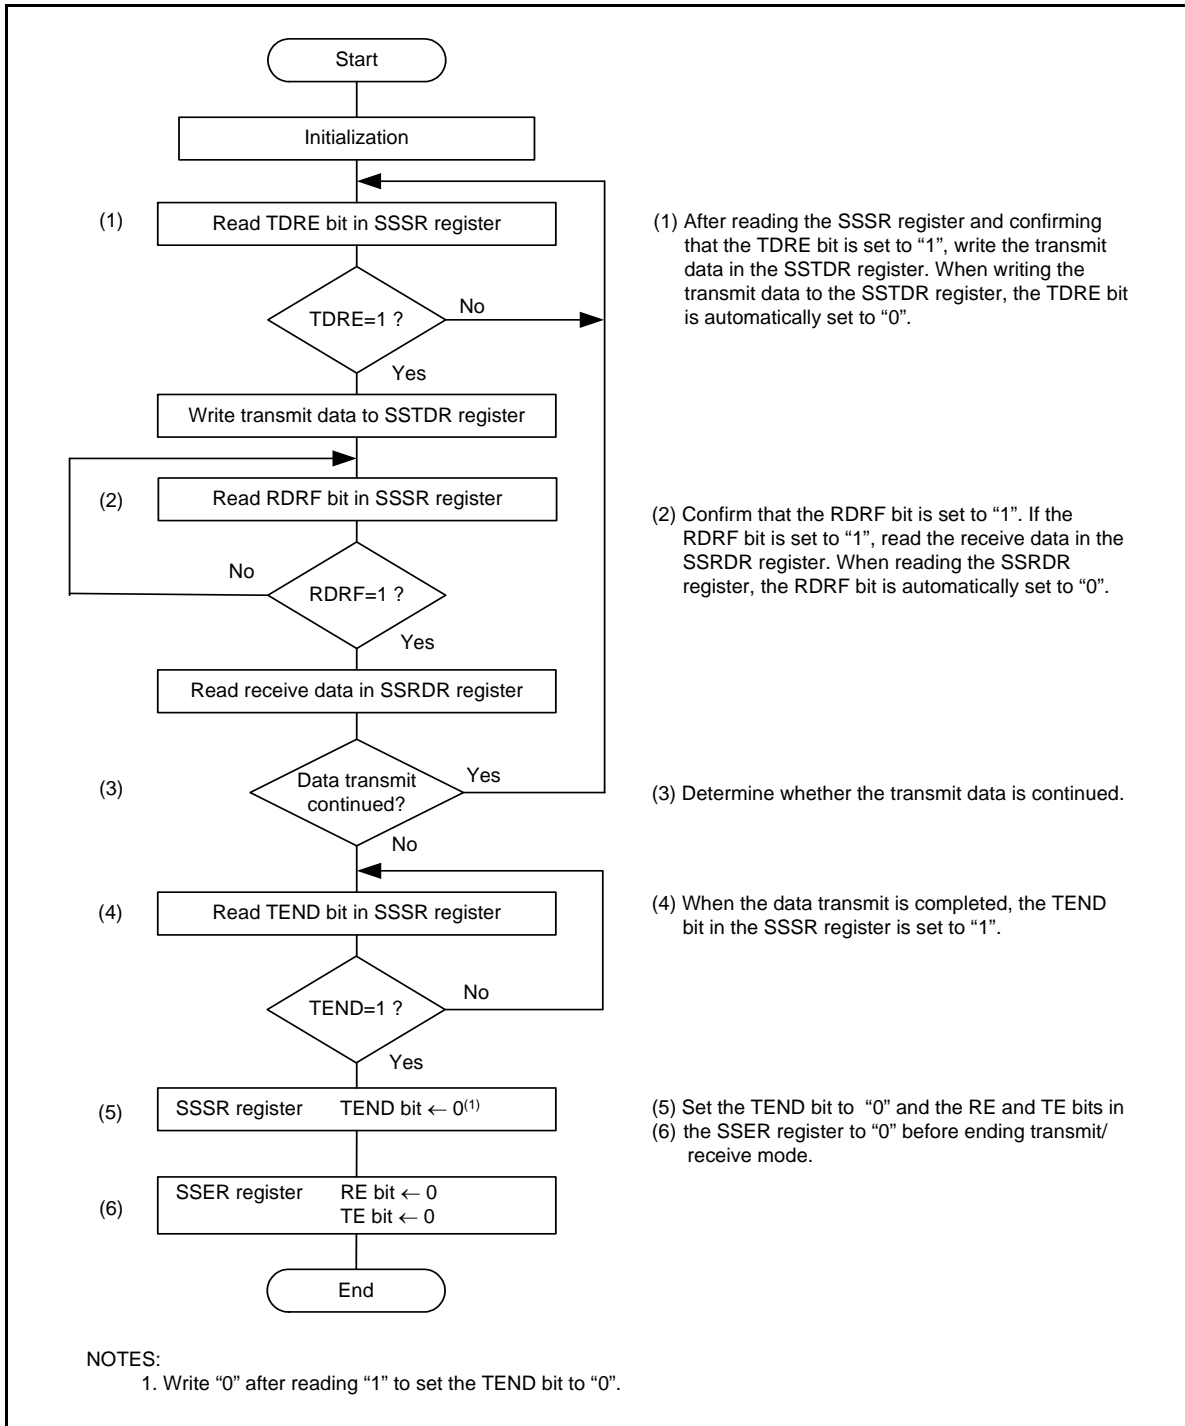 Start
Initialization
(1)
Read TDRE bit in SSSR register
TDRE=1 ?
No
Yes
Write transmit data to SSTDR register
(2)
Read RDRF bit in SSSR register
No
RDRF=1 ?
Yes
Read receive data in SSRDR register
(3)
Data transmit
continued?
Yes
No
(4)
Read TEND bit in SSSR register
TEND=1 ?
No
Yes
(5)
SSSR register TEND bit ← 0(1)
(6)
SSER register RE bit ← 0
TE bit ← 0
End
(1) After reading the SSSR register and confirming
that the TDRE bit is set to “1”, write the transmit
data in the SSTDR register. When writing the
transmit data to the SSTDR register, the TDRE bit
is automatically set to “0”.
(2) Confirm that the RDRF bit is set to “1”. If the
RDRF bit is set to “1”, read the receive data in the
SSRDR register. When reading the SSRDR
register, the RDRF bit is automatically set to “0”.
(3) Determine whether the transmit data is continued.
(4) When the data transmit is completed, the TEND
bit in the SSSR register is set to “1”.
(5) Set the TEND bit to “0” and the RE and TE bits in
(6) the SSER register to “0” before ending transmit/
receive mode.
NOTES:
1. Write “0” after reading “1” to set the TEND bit to “0”.